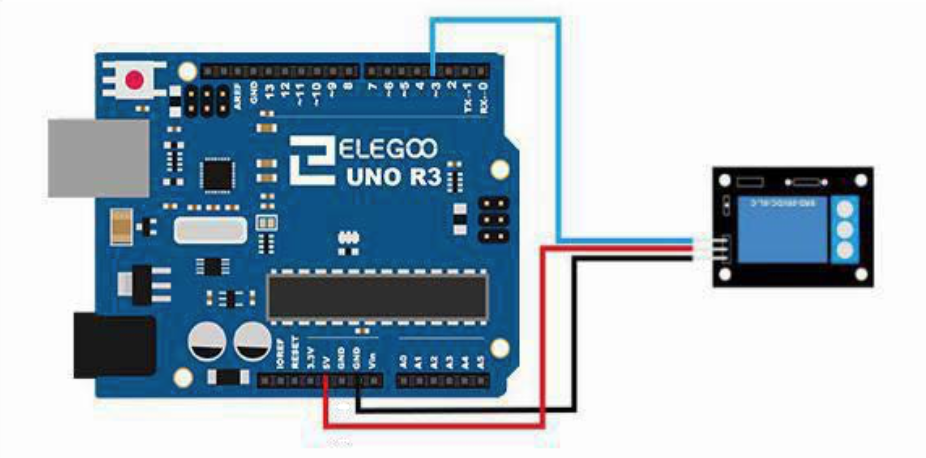 AREF
GND
13
12
~11
~10
~9
8
7
~6
~5
4
~3
2
TX→1
RX←0
ELEGOO
UNO R3
IOREF
RESET
3.3V
5V
GND
GND
Vin
A0
A1
A2
A3
A4
A5